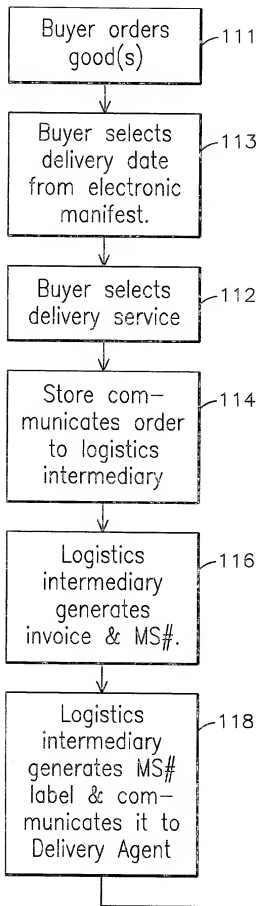 Buyer orders
good(s)
111
Buyer selects
delivery date
from electronic
manifest.
113
Buyer selects
delivery service
112
Store com-
municates order
to logistics
intermediary
114
Logistics
intermediary
generates
invoice & MS#.
116
Logistics
intermediary
generates MS#
label & com-
municates it to
Delivery Agent
118